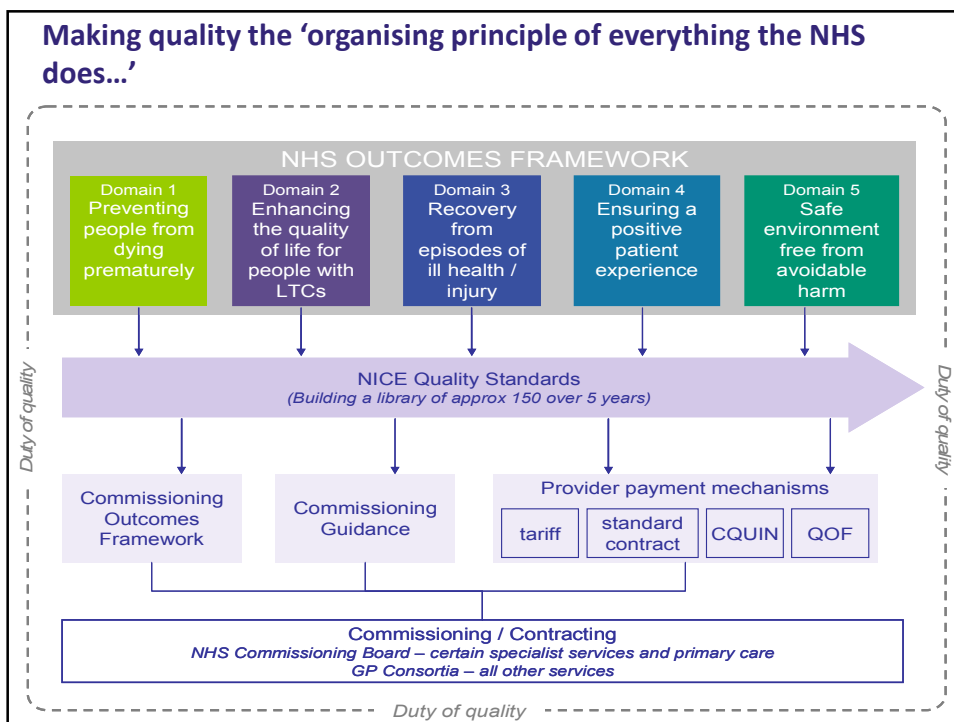 Making quality the ‘organising principle of everything the NHS
does…’
NHS OUTCOMES FRAMEWORK
Domain 1
Preventing
people from
dying
prematurely
Domain 2
Enhancing
the quality
of life for
people with
LTCs
Domain 3
Recovery
from
episodes of
ill health /
injury
Domain 4
Ensuring a
positive
patient
experience
Domain 5
Safe
environment
free from
avoidable
harm
Duty of quality
NICE Quality Standards
(Building a library of approx 150 over 5 years)
Duty of quality
Commissioning
Outcomes
Framework
Commissioning
Guidance
Provider payment mechanisms
tariff
standard
contract
CQUIN
QOF
Commissioning / Contracting
NHS Commissioning Board – certain specialist services and primary care
GP Consortia – all other services
Duty of quality